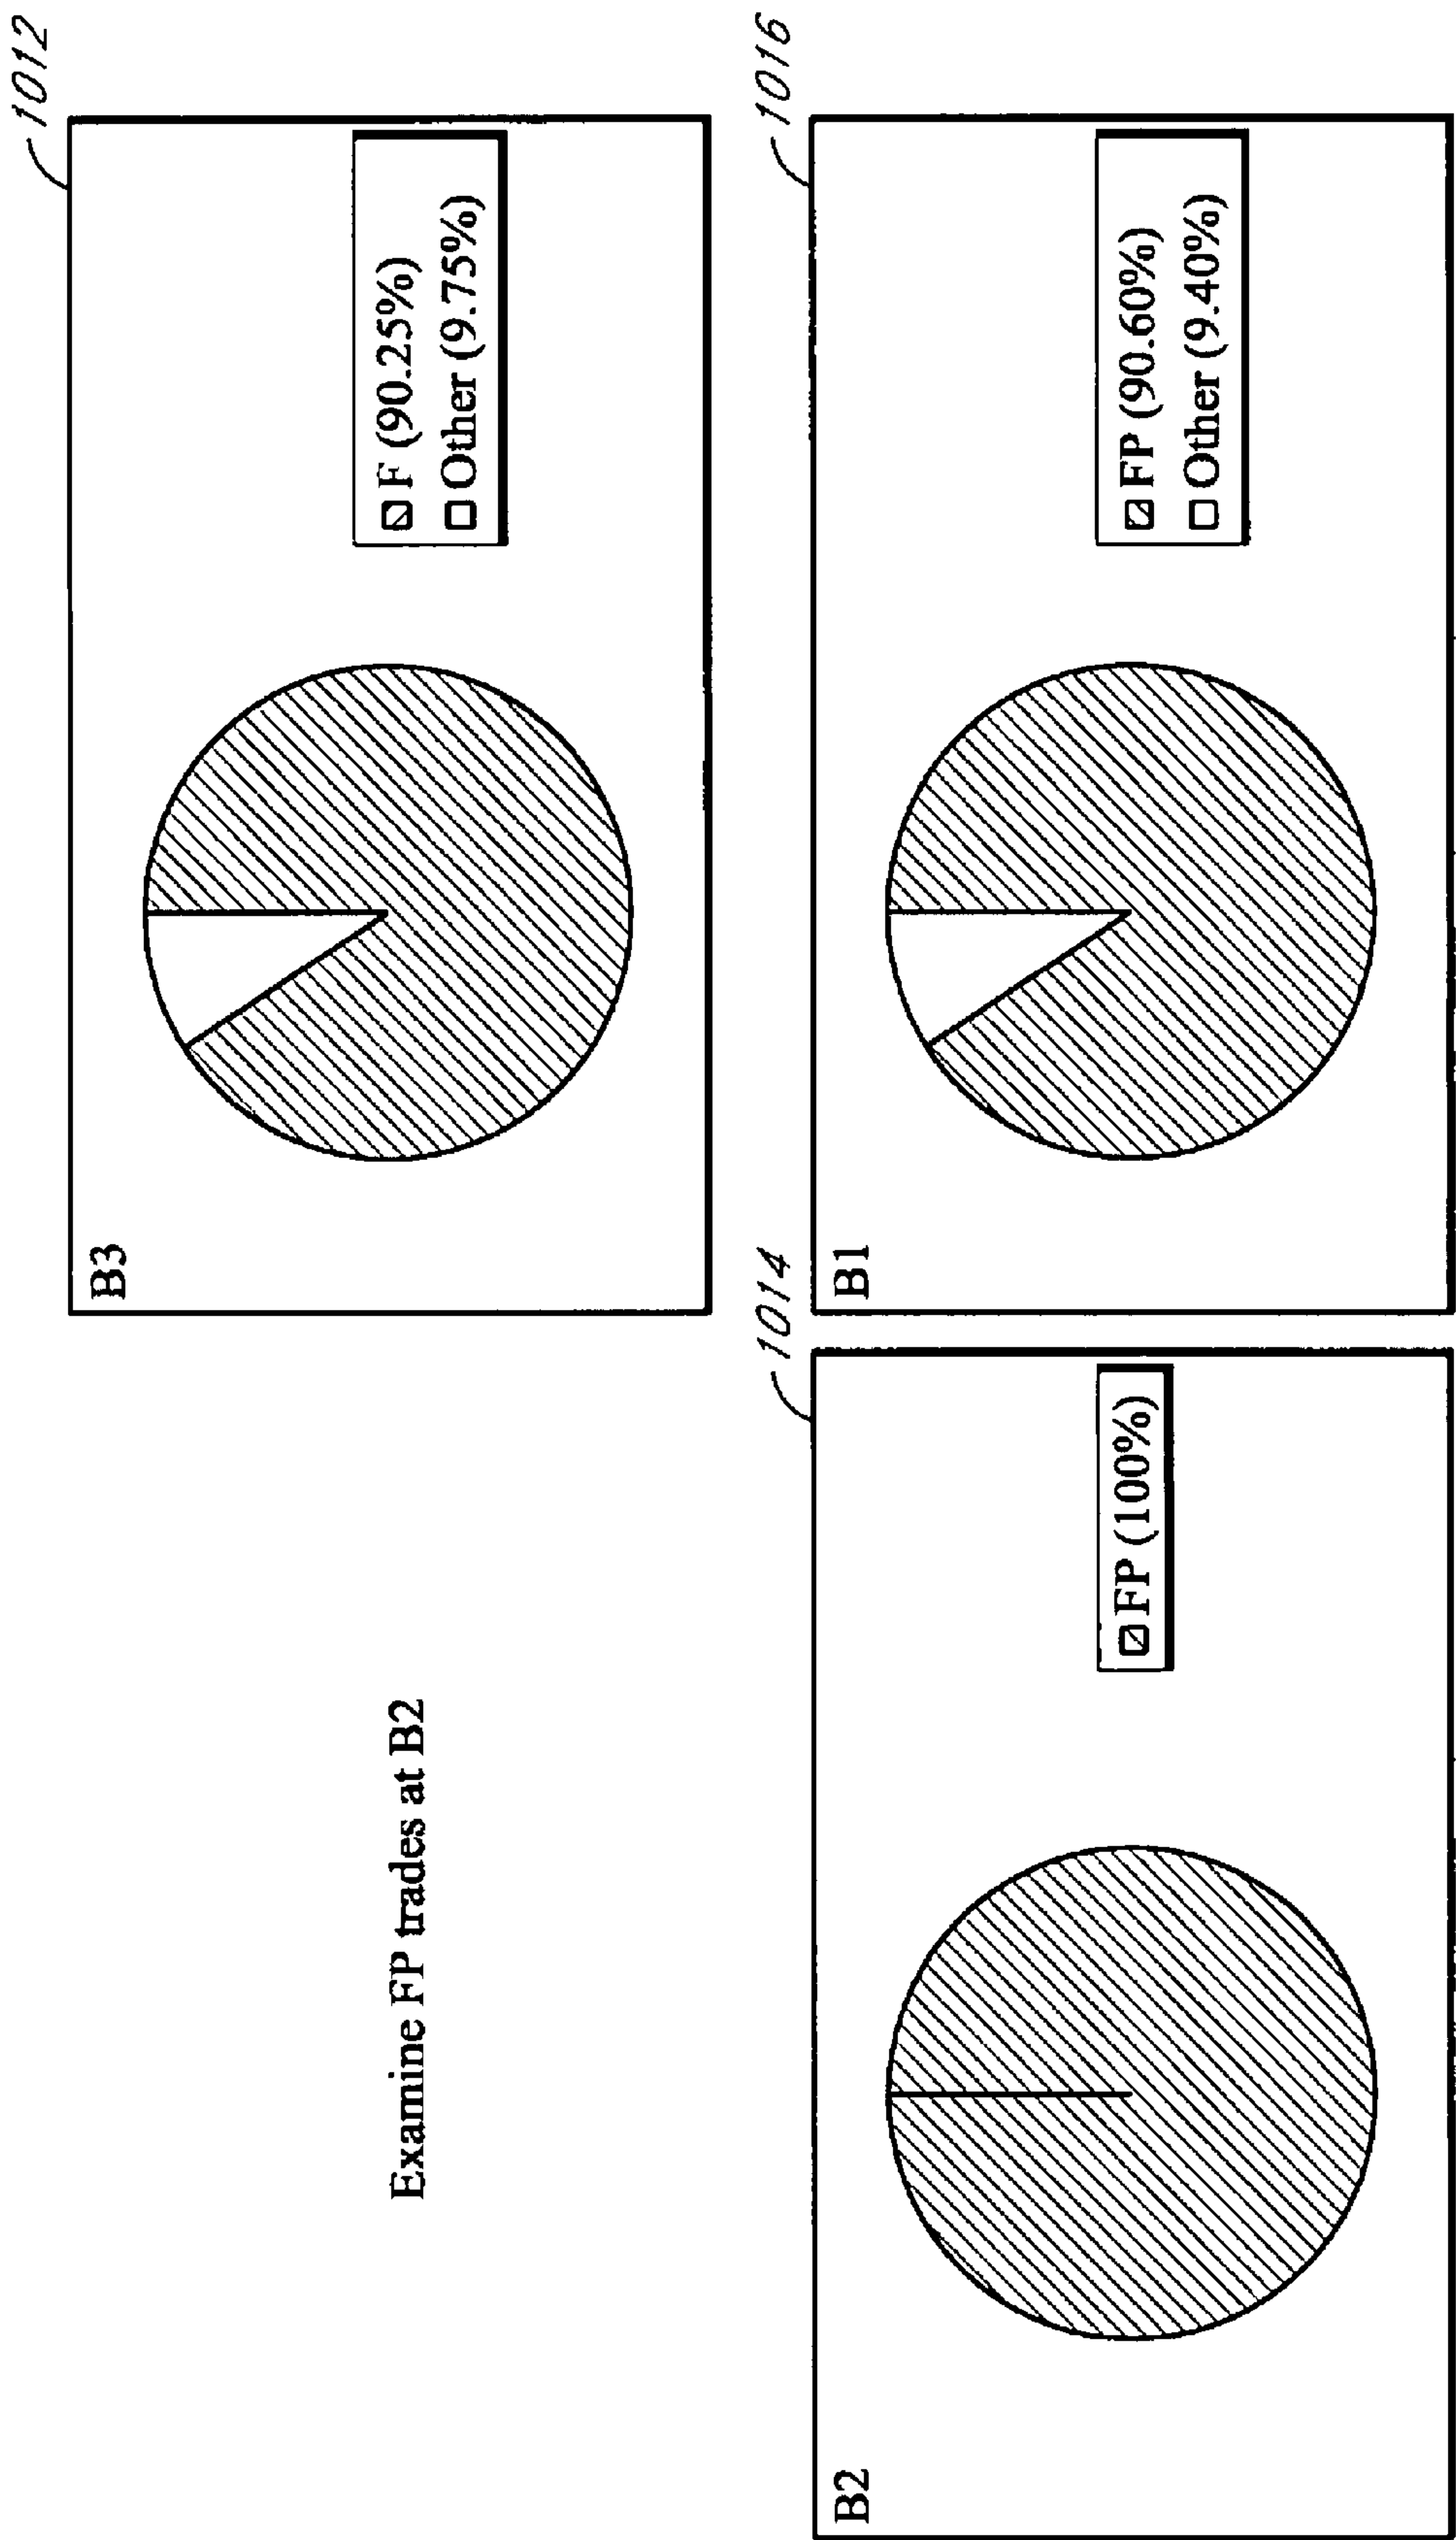 1012
Examine FP trades at B2
B3
F (90.25%)
Other (9.75%)
1014
B2
FP (100%)
1016
B1
FP (90.60%)
Other (9.40%)